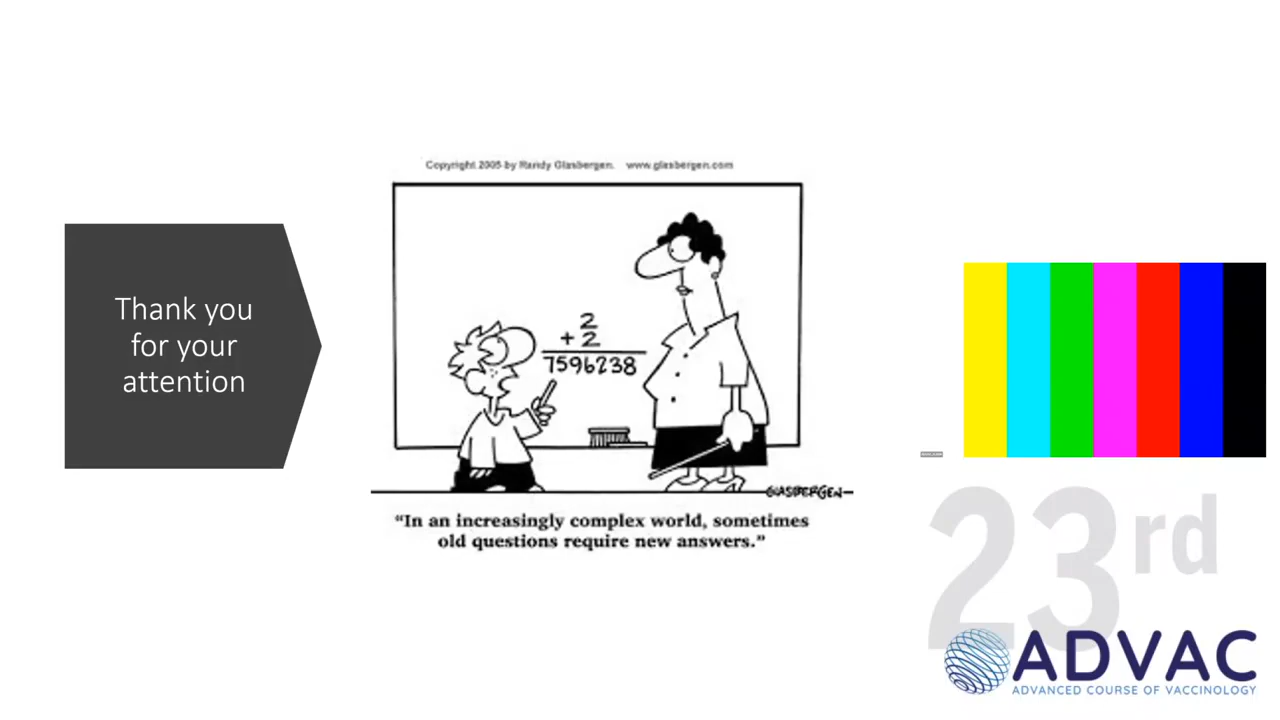 Thank you
for your
attention
Copyright 2005 by Randy Glasbergen. www.glasbergen.com
2
+ 2
7596238
GLASBERGEN
“In an increasingly complex world, sometimes
old questions require new answers.”
23rd
ADVAC
ADVANCED COURSE OF VACCINOLOGY